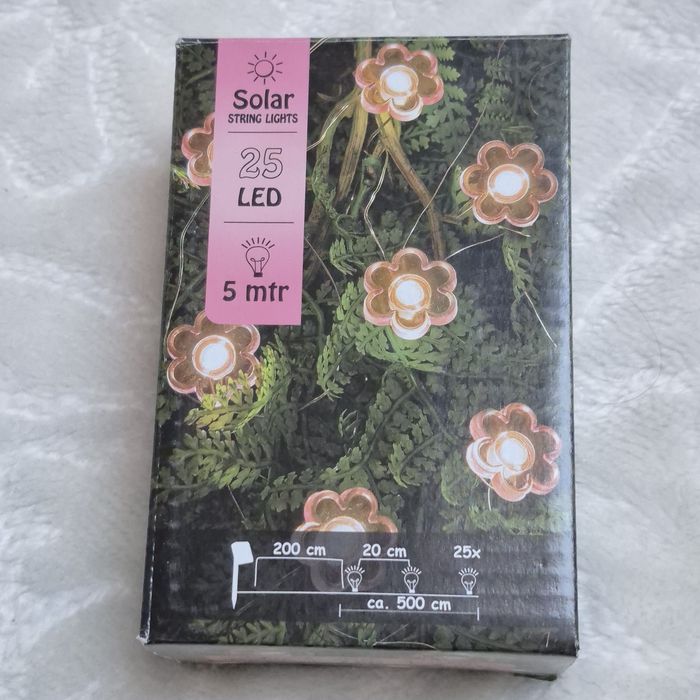 Solar
STRING LIGHTS
25
LED
5 mtr
200 cm 20 cm 25x
ca. 500 cm